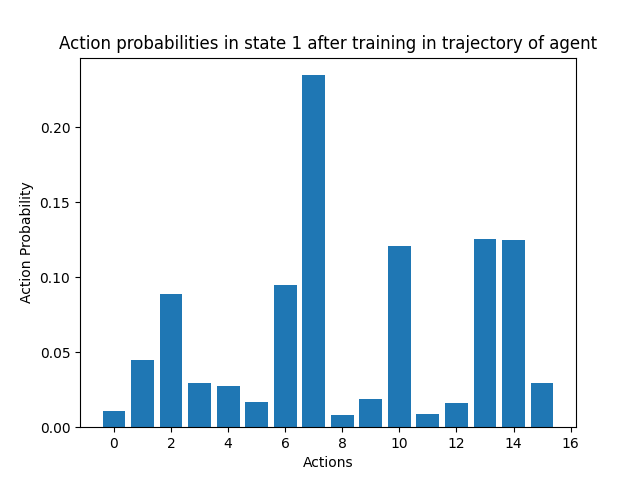 Action probabilities in state 1 after training in trajectory of agent
0.20
0.15
0.10
0.05
0.00
Action Probability
0 2 4 6 8 10 12 14 16
Actions